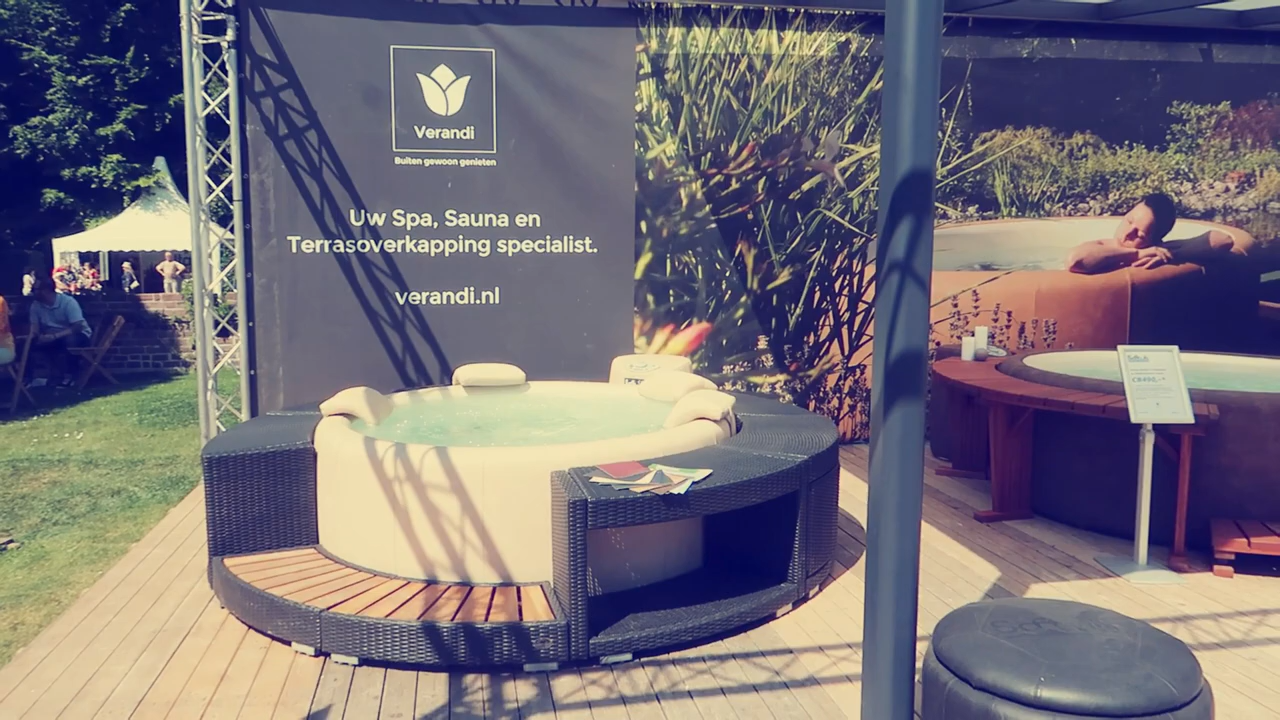 Verandi
Buiten gewoon genieten
Uw Spa, Sauna en
Terrasoverkapping specialist.
verandi.nl